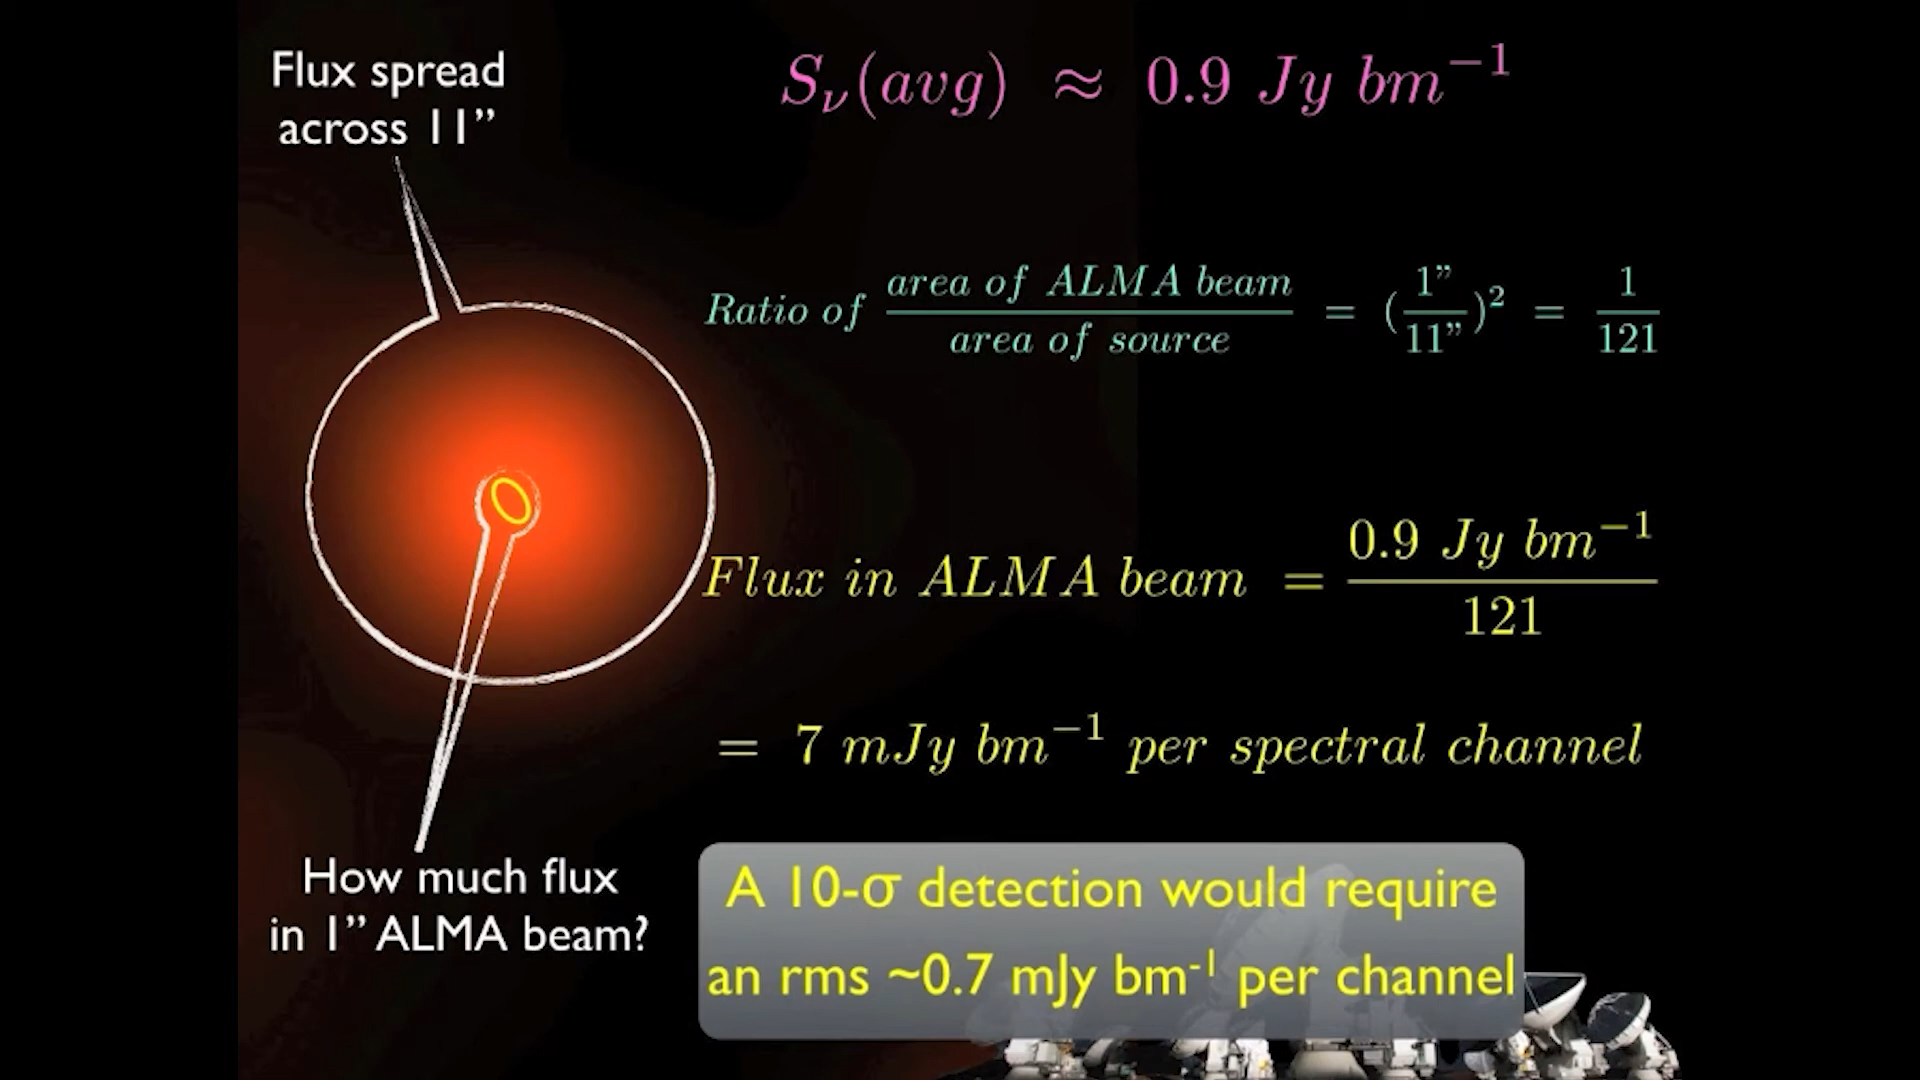 Flux spread
across 11”
S_ν(avg) ≈ 0.9 Jy bm⁻¹
Ratio of area of ALMA beam / area of source = (1” / 11”)² = 1 / 121
Flux in ALMA beam = 0.9 Jy bm⁻¹ / 121
= 7 mJy bm⁻¹ per spectral channel
How much flux
in 1” ALMA beam?
A 10-σ detection would require
an rms ~0.7 mJy bm⁻¹ per channel